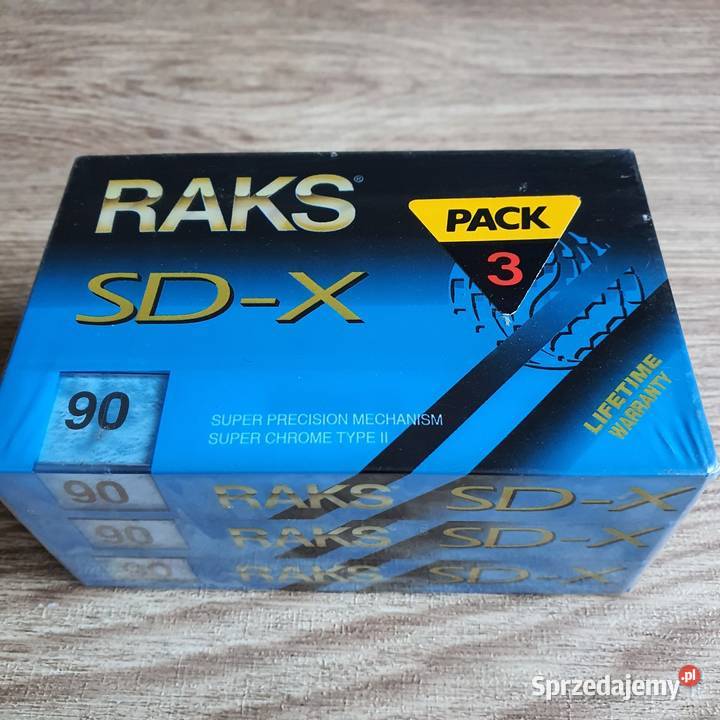 RAKS®
PACK
3
SD-X
LIFETIME
WARRANTY
90
SUPER PRECISION MECHANISM
SUPER CHROME TYPE II
90 RAKS SD-X
90 RAKS SD-X
90 RAKS SD-X
Sprzedajemy.pl